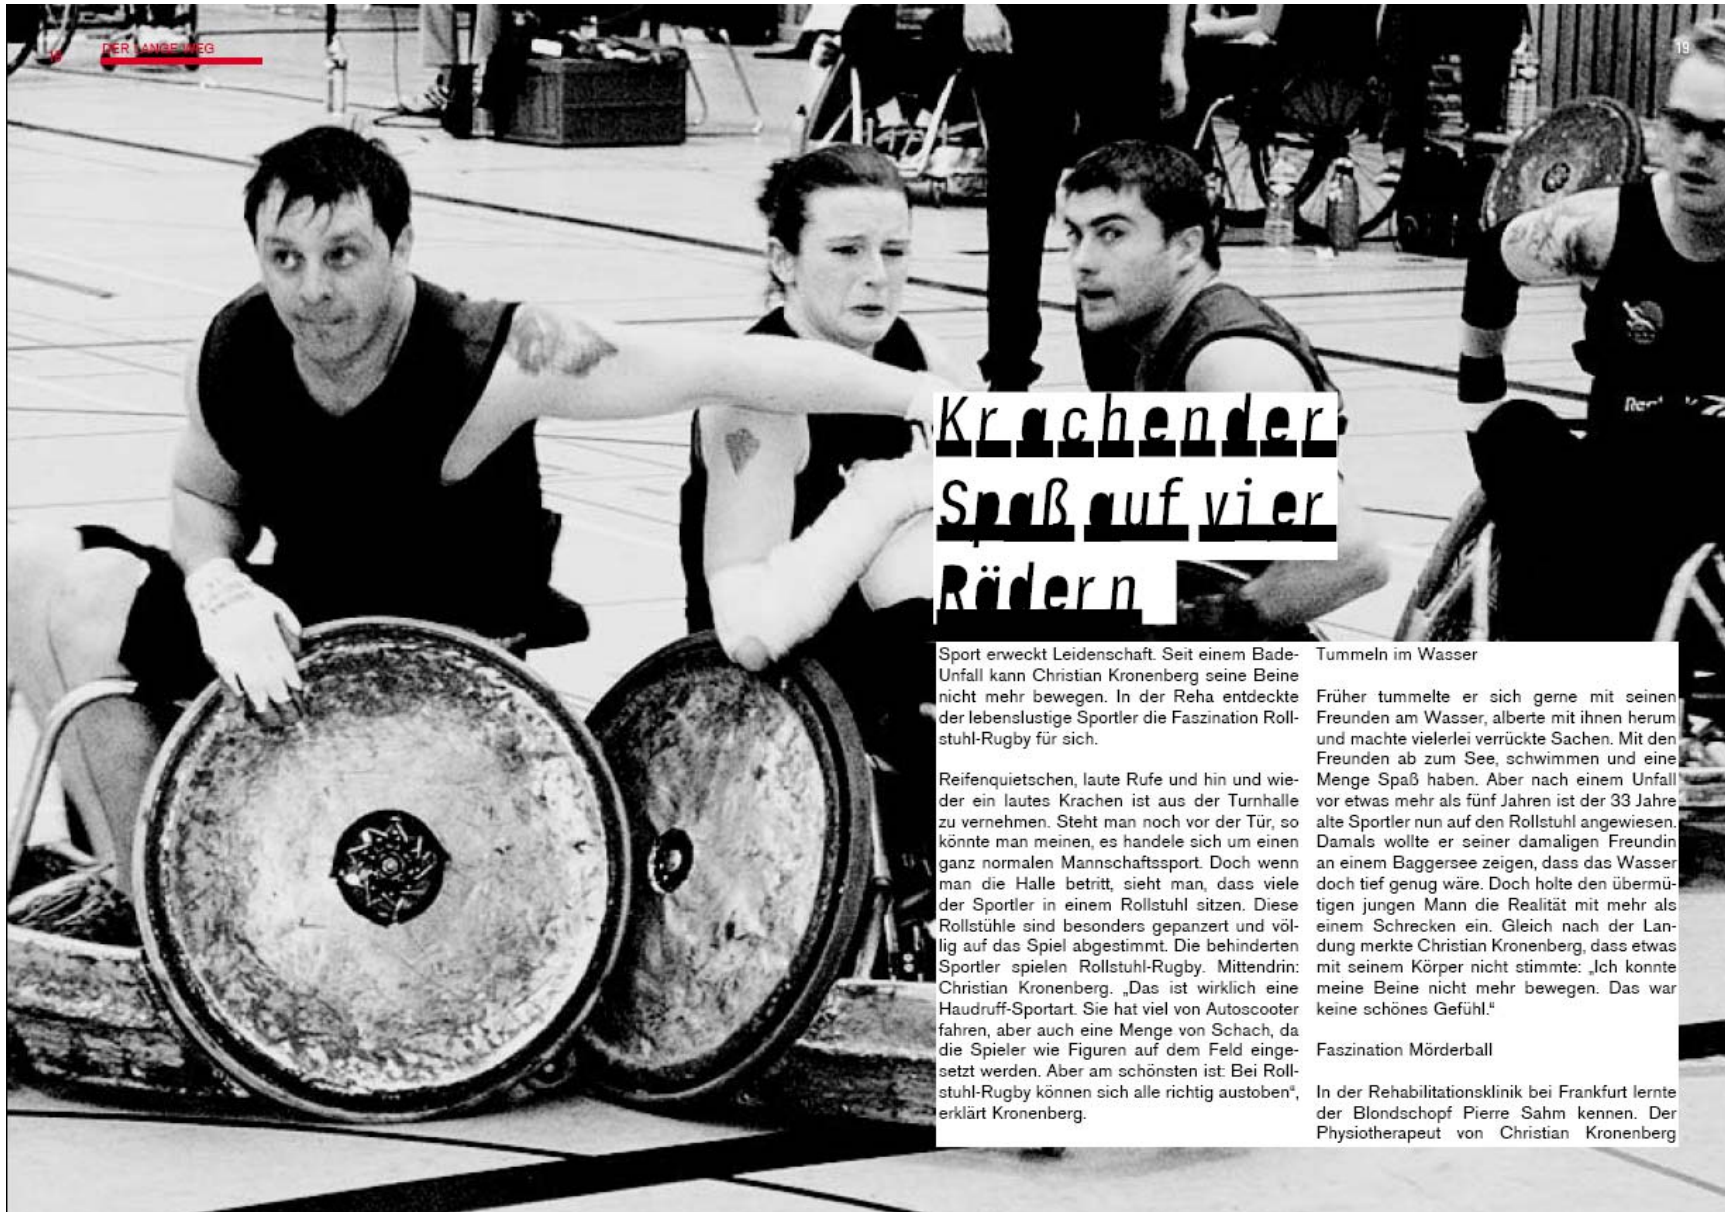 18
DER LANGE WEG
19
Krachender
Spaß auf vier
Rädern
Sport erweckt Leidenschaft. Seit einem Bade-
Unfall kann Christian Kronenberg seine Beine
nicht mehr bewegen. In der Reha entdeckte
der lebenslustige Sportler die Faszination Roll-
stuhl-Rugby für sich.
Reifenquietschen, laute Rufe und hin und wie-
der ein lautes Krachen ist aus der Turnhalle
zu vernehmen. Steht man noch vor der Tür, so
könnte man meinen, es handele sich um einen
ganz normalen Mannschaftssport. Doch wenn
man die Halle betritt, sieht man, dass viele
der Sportler in einem Rollstuhl sitzen. Diese
Rollstühle sind besonders gepanzert und völ-
lig auf das Spiel abgestimmt. Die behinderten
Sportler spielen Rollstuhl-Rugby. Mittendrin:
Christian Kronenberg. „Das ist wirklich eine
Haudruff-Sportart. Sie hat viel von Autoscooter
fahren, aber auch eine Menge von Schach, da
die Spieler wie Figuren auf dem Feld einge-
setzt werden. Aber am schönsten ist: Bei Roll-
stuhl-Rugby können sich alle richtig austoben“,
erklärt Kronenberg.
Tummeln im Wasser
Früher tummelte er sich gerne mit seinen
Freunden am Wasser, alberte mit ihnen herum
und machte vielerlei verrückte Sachen. Mit den
Freunden ab zum See, schwimmen und eine
Menge Spaß haben. Aber nach einem Unfall
vor etwas mehr als fünf Jahren ist der 33 Jahre
alte Sportler nun auf den Rollstuhl angewiesen.
Damals wollte er seiner damaligen Freundin
an einem Baggersee zeigen, dass das Wasser
doch tief genug wäre. Doch holte den übermü-
tigen jungen Mann die Realität mit mehr als
einem Schrecken ein. Gleich nach der Lan-
dung merkte Christian Kronenberg, dass etwas
mit seinem Körper nicht stimmte: „Ich konnte
meine Beine nicht mehr bewegen. Das war
keine schönes Gefühl.“
Faszination Mörderball
In der Rehabilitationsklinik bei Frankfurt lernte
der Blondschopf Pierre Sahm kennen. Der
Physiotherapeut von Christian Kronenberg